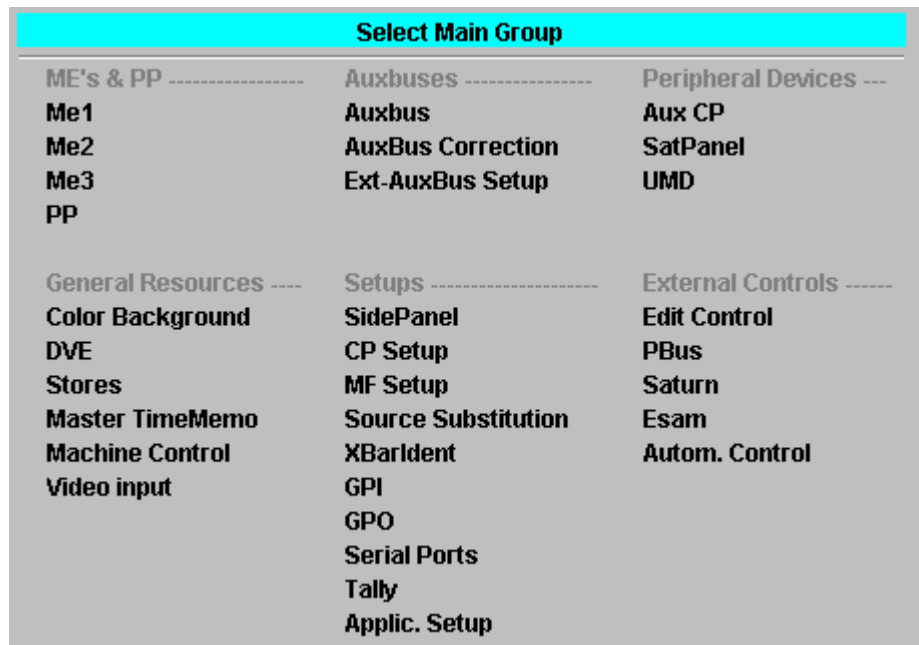 Select Main Group
ME's & PP -----------------
Me1
Me2
Me3
PP
Auxbuses ----------------
Auxbus
AuxBus Correction
Ext-AuxBus Setup
Peripheral Devices ---
Aux CP
SatPanel
UMD
General Resources ----
Color Background
DVE
Stores
Master TimeMemo
Machine Control
Video input
Setups ---------------------
SidePanel
CP Setup
MF Setup
Source Substitution
XBarIdent
GPI
GPO
Serial Ports
Tally
Applic. Setup
External Controls ------
Edit Control
PBus
Saturn
Esam
Autom. Control